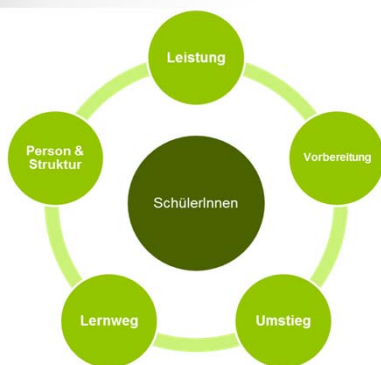 Leistung
Person &
Struktur
Vorbereitung
SchülerInnen
Lernweg
Umstieg